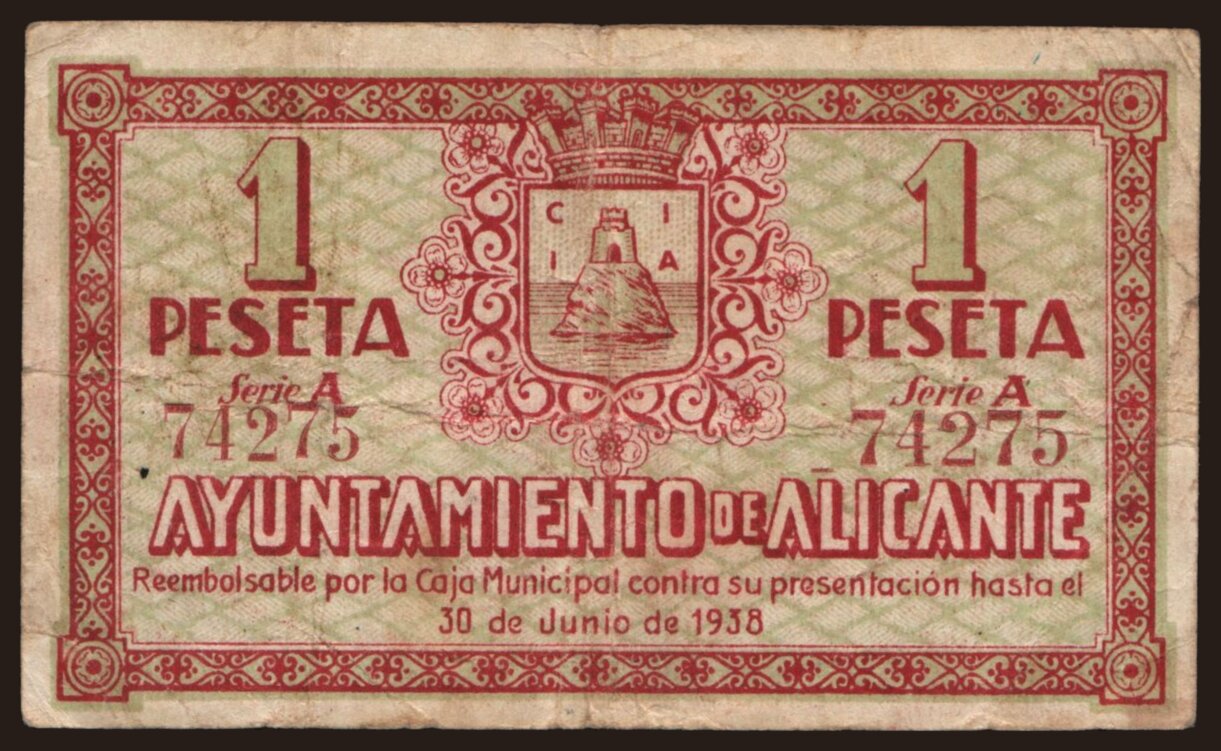 1 1
PESETA PESETA
C I
I A
Serie A Serie A
74275 74275
AYUNTAMIENTO DE ALICANTE
Reembolsable por la Caja Municipal contra su presentación hasta el
30 de Junio de 1938